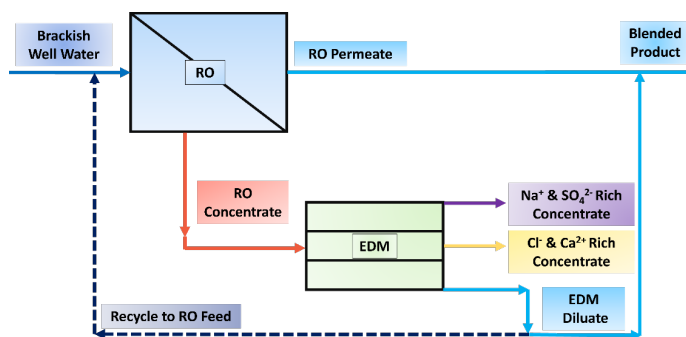 Brackish
Well Water
RO
RO Permeate
Blended
Product
RO
Concentrate
EDM
Na⁺ & SO₄²⁻ Rich
Concentrate
Cl⁻ & Ca²⁺ Rich
Concentrate
Recycle to RO Feed
EDM
Diluate